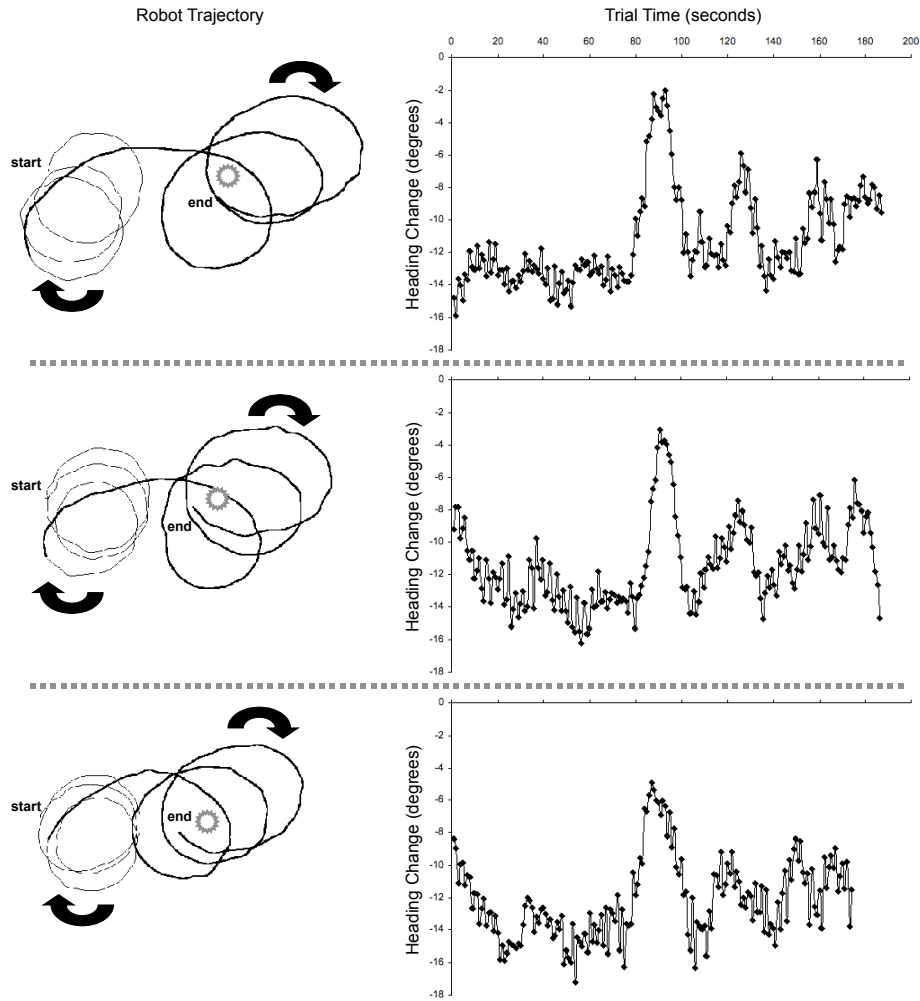 Robot Trajectory
Trial Time (seconds)
0 20 40 60 80 100 120 140 160 180 200
0
-2
-4
-6
-8
-10
-12
-14
-16
-18
Heading Change (degrees)
start
end
0
-2
-4
-6
-8
-10
-12
-14
-16
-18
Heading Change (degrees)
start
end
0
-2
-4
-6
-8
-10
-12
-14
-16
-18
Heading Change (degrees)
start
end